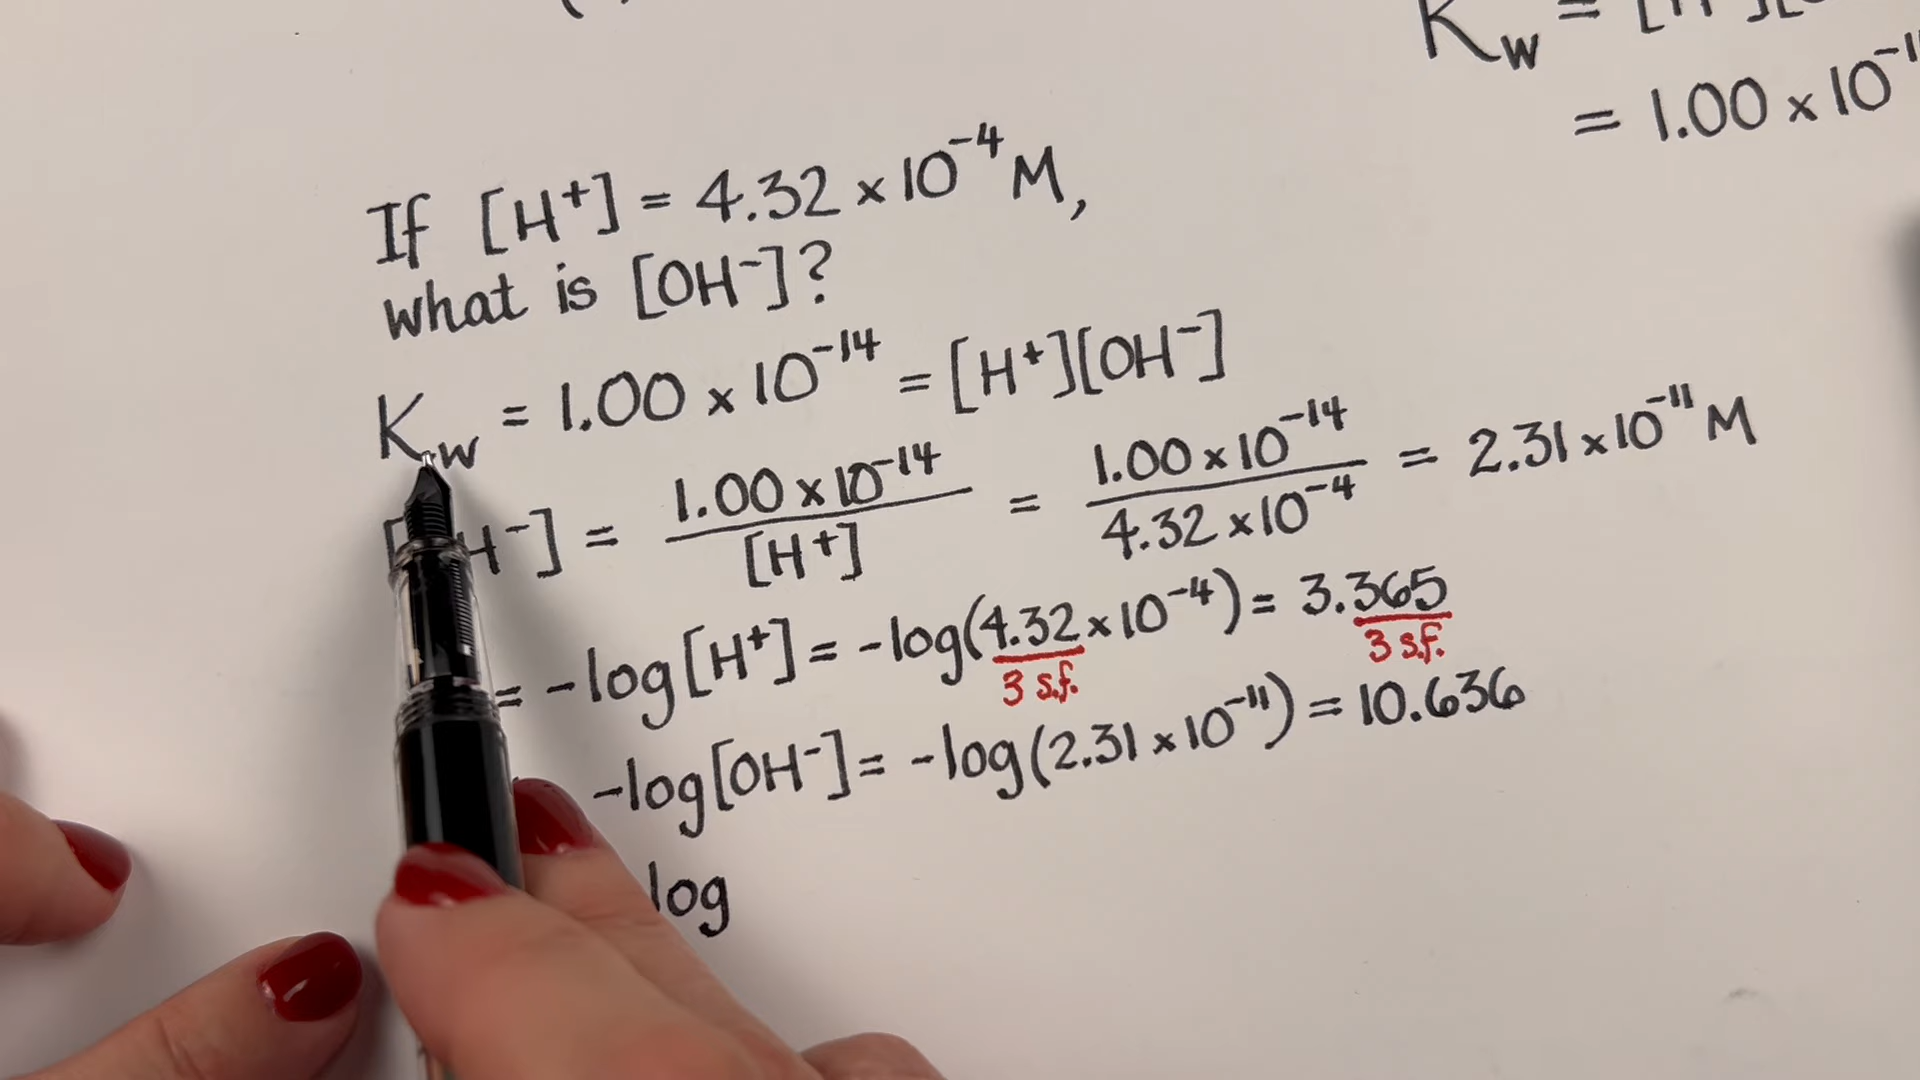 Kw = [H⁺][
= 1.00 × 10⁻¹
If [H⁺] = 4.32 × 10⁻⁴ M,
what is [OH⁻]?
Kw = 1.00 × 10⁻¹⁴ = [H⁺][OH⁻]
[H⁻] = 1.00 × 10⁻¹⁴ / [H⁺] = 1.00 × 10⁻¹⁴ / 4.32 × 10⁻⁴ = 2.31 × 10⁻¹¹ M
= -log[H⁺] = -log(4.32 × 10⁻⁴) = 3.365
3 s.f. 3 s.f.
-log[OH⁻] = -log(2.31 × 10⁻¹¹) = 10.636
log